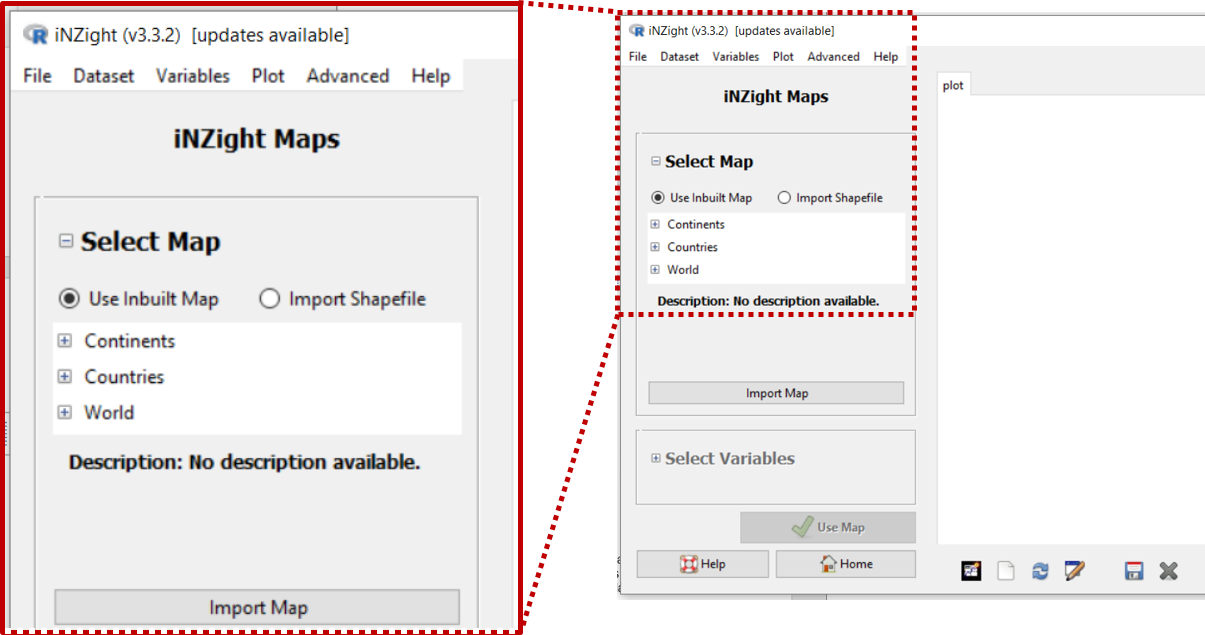 iNZight (v3.3.2) [updates available]
File Dataset Variables Plot Advanced Help
iNZight Maps
Select Map
Use Inbuilt Map Import Shapefile
Continents
Countries
World
Description: No description available.
Import Map
iNZight (v3.3.2) [updates available]
File Dataset Variables Plot Advanced Help
plot
iNZight Maps
Select Map
Use Inbuilt Map Import Shapefile
Continents
Countries
World
Description: No description available.
Import Map
Select Variables
Use Map
Help Home